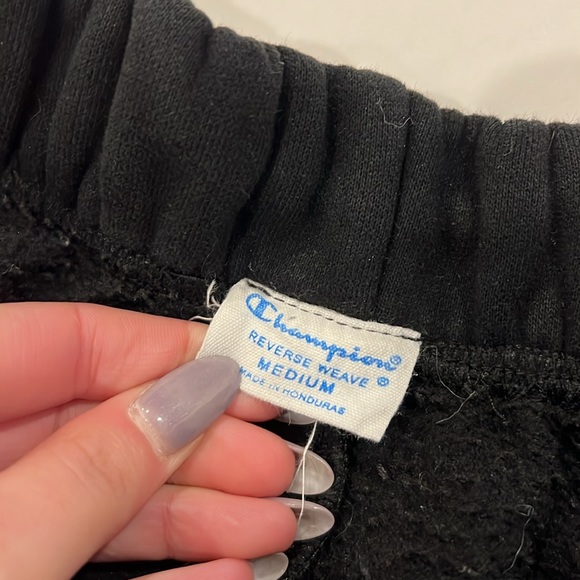 Champion®
REVERSE WEAVE®
MEDIUM
MADE IN HONDURAS